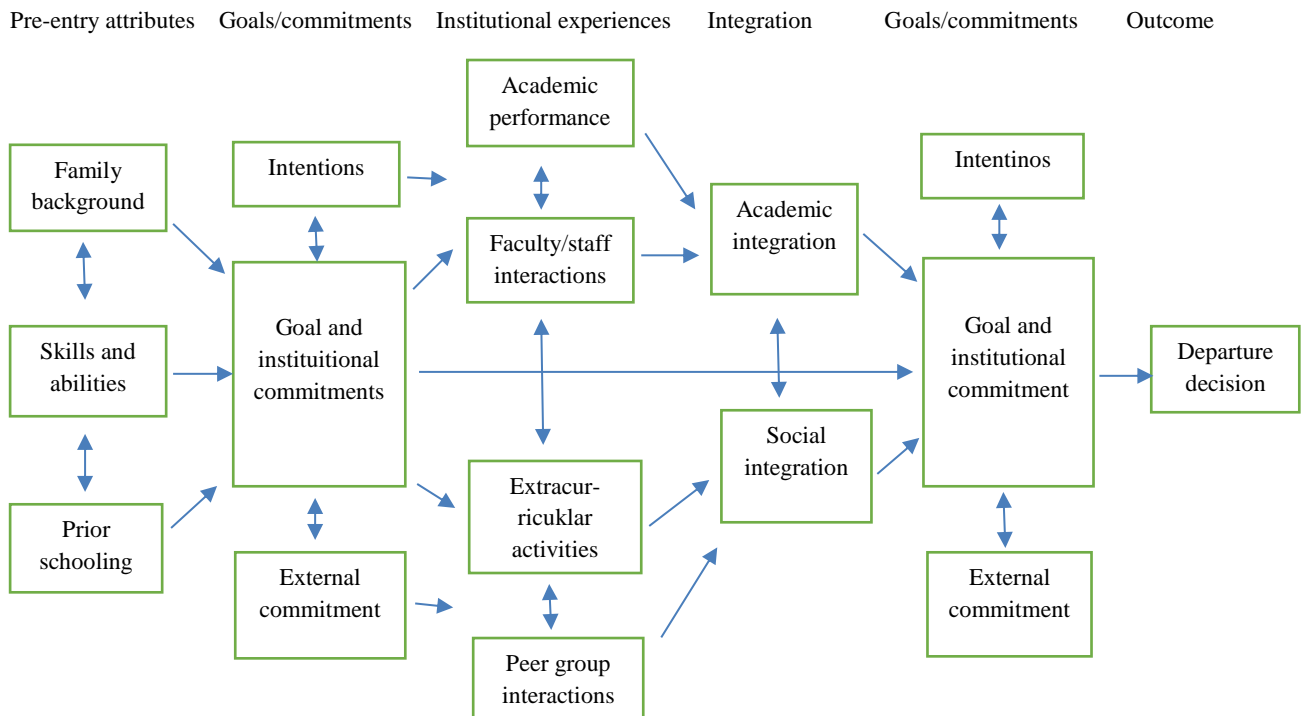 Pre-entry attributes
Goals/commitments
Institutional experiences
Integration
Goals/commitments
Outcome
Family
background
Skills and
abilities
Prior
schooling
Intentions
Goal and
instituitional
commitments
External
commitment
Academic
performance
Faculty/staff
interactions
Extracur-
ricuklar
activities
Peer group
interactions
Academic
integration
Social
integration
Intentinos
Goal and
institutional
commitment
External
commitment
Departure
decision